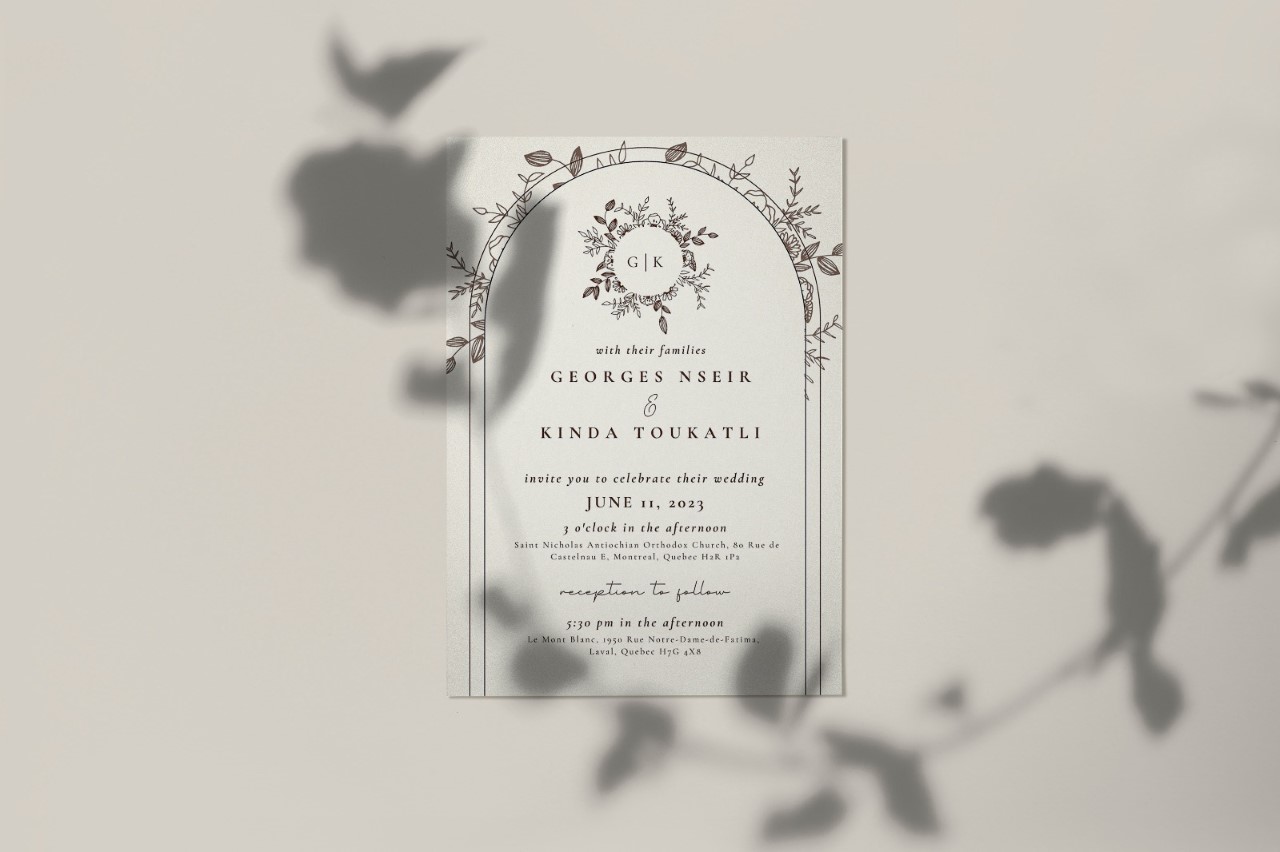 G|K
with their families
GEORGES NSEIR
&
KINDA TOUKATLI
invite you to celebrate their wedding
JUNE 11, 2023
3 o'clock in the afternoon
Saint Nicholas Antiochian Orthodox Church, 80 Rue de
Castelnau E, Montreal, Quebec H2R 1P2
reception to follow
5:30 pm in the afternoon
Le Mont Blanc, 1950 Rue Notre-Dame-de-Fatima,
Laval, Quebec H7G 4X8